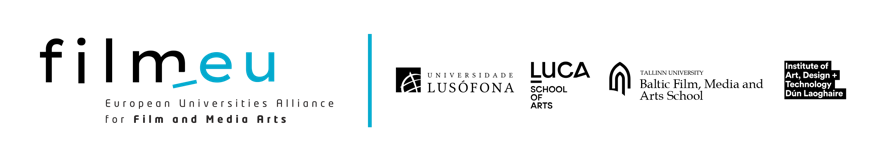 filmeu
European Universities Alliance
for Film and Media Arts
UNIVERSIDADE
LUSÓFONA
LUCA
SCHOOL
OF
ARTS
TALLINN UNIVERSITY
Baltic Film, Media and
Arts School
Institute of
Art, Design +
Technology
Dún Laoghaire